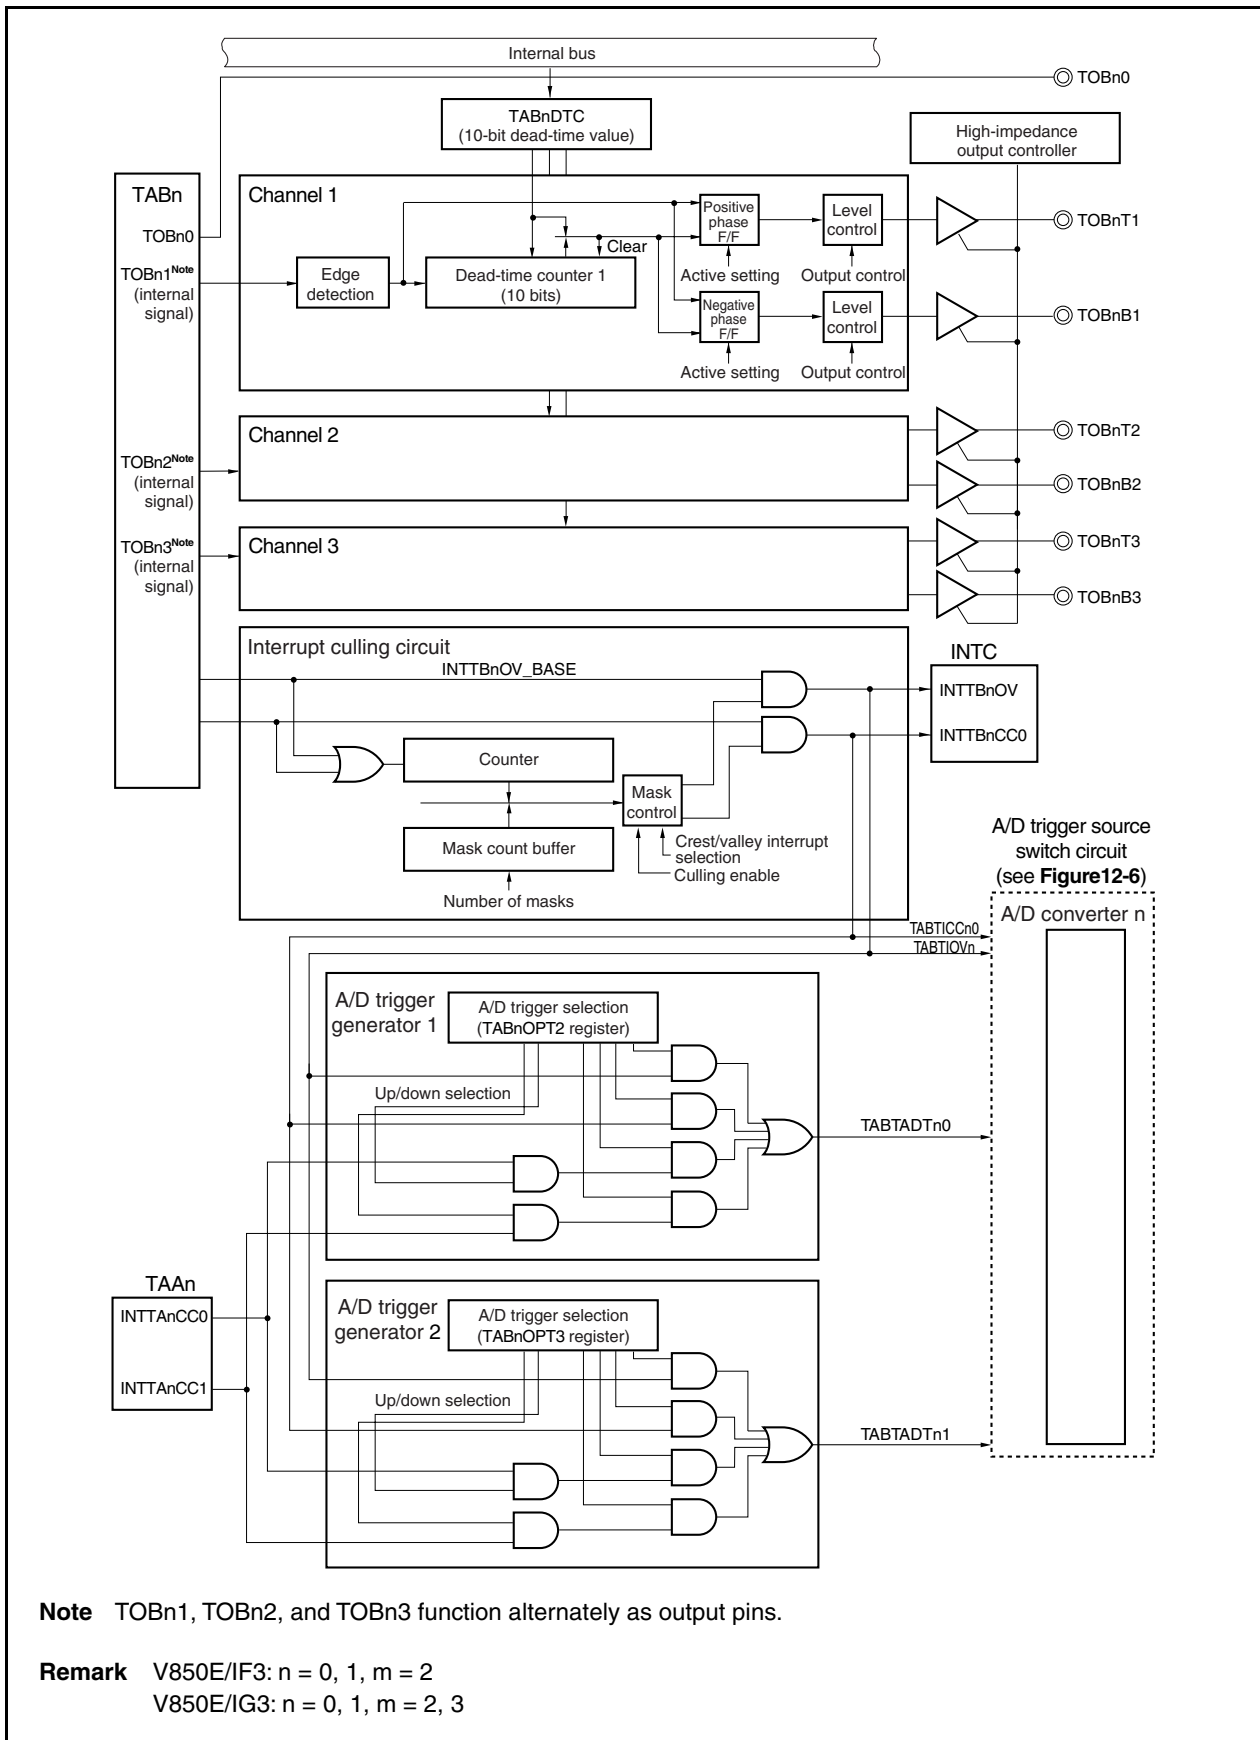 Internal bus
TOBn0
TABnDTC
(10-bit dead-time value)
High-impedance
output controller
TABn
TOBn0
TOBn1Note
(internal
signal)
TOBn2Note
(internal
signal)
TOBn3Note
(internal
signal)
Channel 1
Edge
detection
Dead-time counter 1
(10 bits)
Clear
Positive
phase
F/F
Level
control
Active setting
Output control
Negative
phase
F/F
Level
control
Active setting
Output control
TOBnT1
TOBnB1
Channel 2
TOBnT2
TOBnB2
Channel 3
TOBnT3
TOBnB3
Interrupt culling circuit
INTTBnOV_BASE
Counter
Mask count buffer
Number of masks
Mask
control
Crest/valley interrupt
selection
Culling enable
INTC
INTTBnOV
INTTBnCC0
A/D trigger source
switch circuit
(see Figure12-6)
TABTICCn0
TABTIOVn
A/D converter n
A/D trigger
generator 1
A/D trigger selection
(TABnOPT2 register)
Up/down selection
TABTADTn0
TAAn
INTTAnCC0
INTTAnCC1
A/D trigger
generator 2
A/D trigger selection
(TABnOPT3 register)
Up/down selection
TABTADTn1
Note TOBn1, TOBn2, and TOBn3 function alternately as output pins.
Remark V850E/IF3: n = 0, 1, m = 2
V850E/IG3: n = 0, 1, m = 2, 3